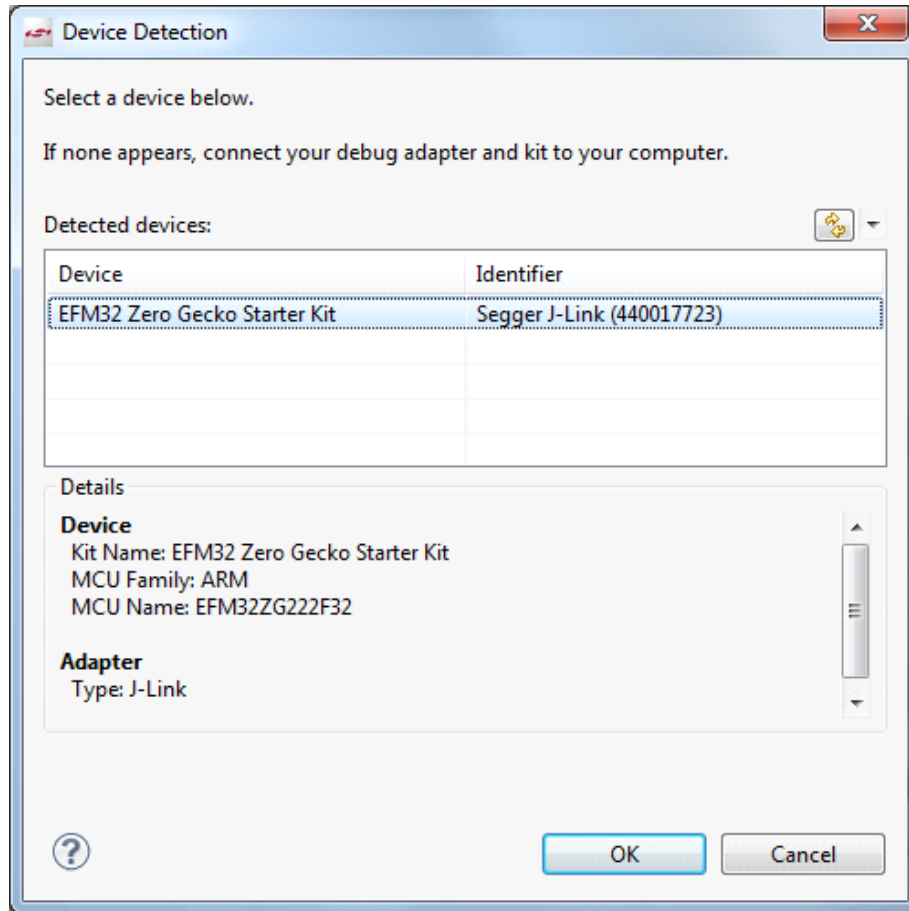 Device Detection
Select a device below.
If none appears, connect your debug adapter and kit to your computer.
Detected devices:
Device Identifier
EFM32 Zero Gecko Starter Kit Segger J-Link (440017723)
Details
Device
Kit Name: EFM32 Zero Gecko Starter Kit
MCU Family: ARM
MCU Name: EFM32ZG222F32
Adapter
Type: J-Link
OK Cancel